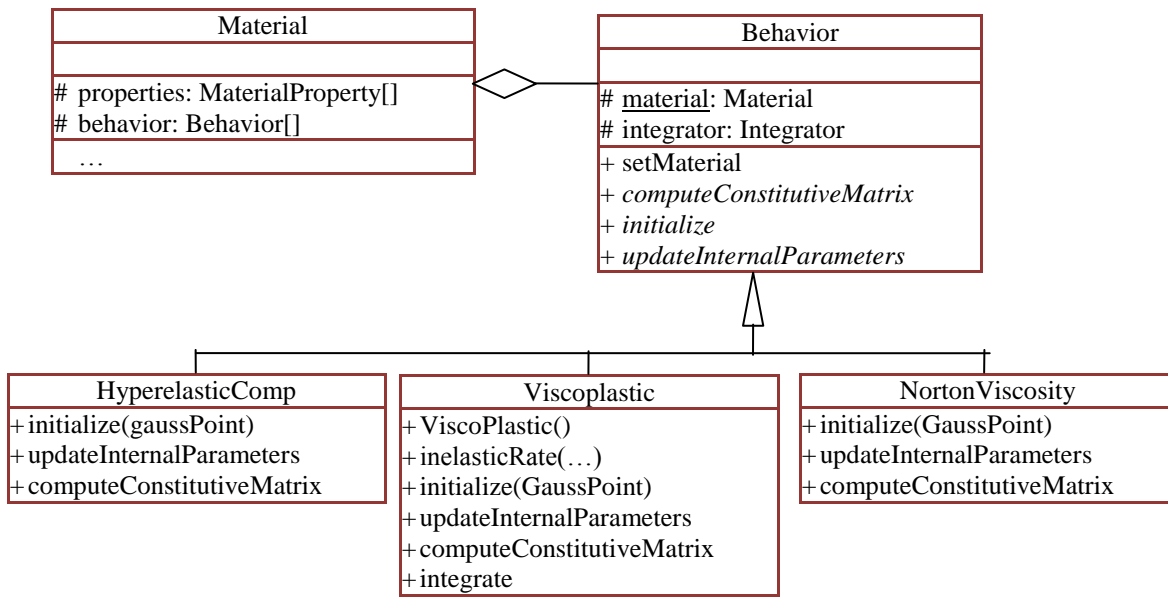 Material
# properties: MaterialProperty[]
# behavior: Behavior[]
…
Behavior
# material: Material
# integrator: Integrator
+ setMaterial
+ computeConstitutiveMatrix
+ initialize
+ updateInternalParameters
HyperelasticComp
+ initialize(gaussPoint)
+ updateInternalParameters
+ computeConstitutiveMatrix
Viscoplastic
+ ViscoPlastic()
+ inelasticRate(…)
+ initialize(GaussPoint)
+ updateInternalParameters
+ computeConstitutiveMatrix
+ integrate
NortonViscosity
+ initialize(GaussPoint)
+ updateInternalParameters
+ computeConstitutiveMatrix